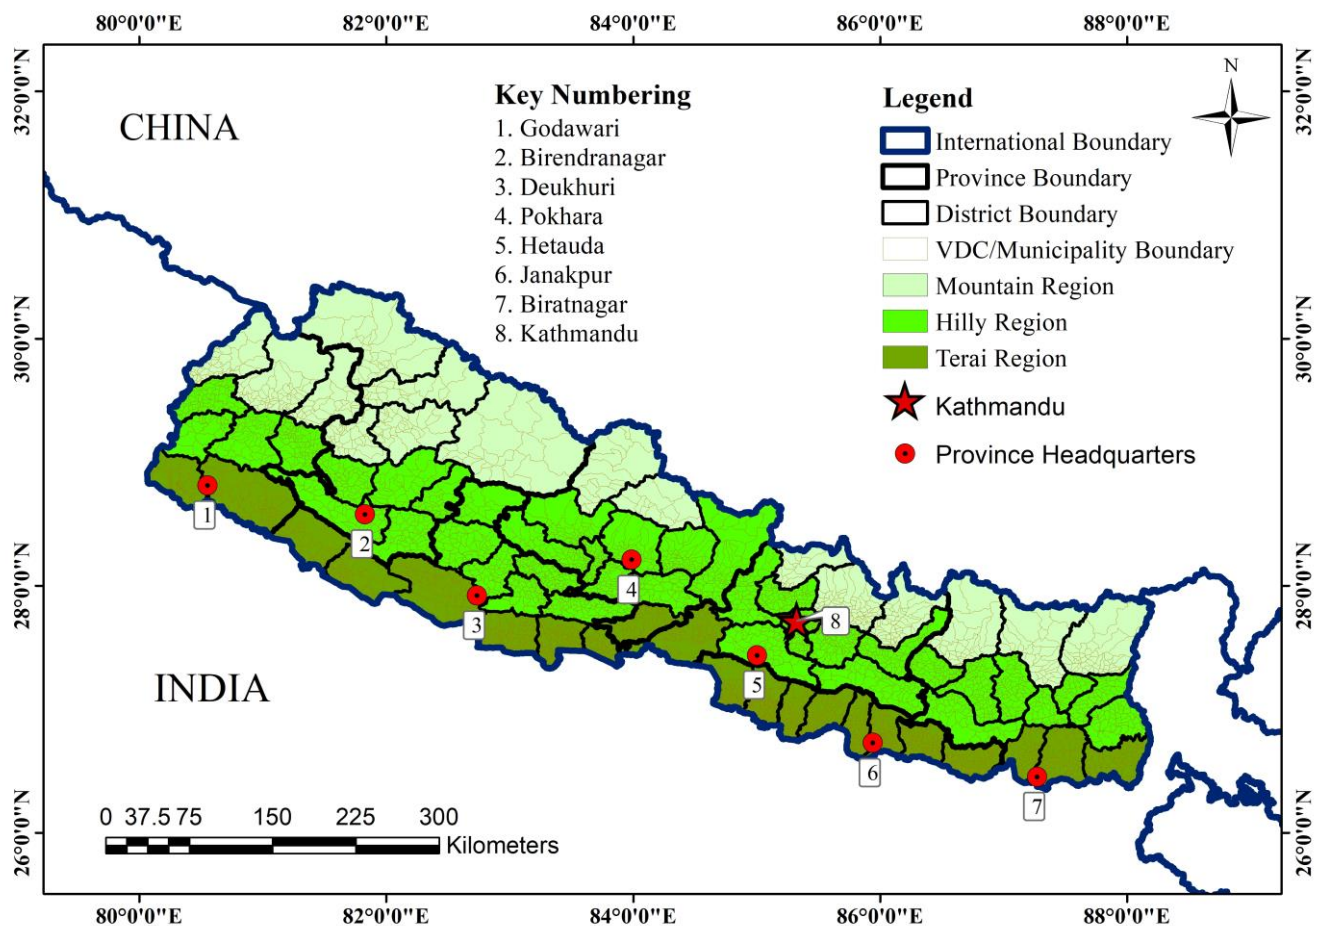 80°0'0"E 82°0'0"E 84°0'0"E 86°0'0"E 88°0'0"E
32°0'0"N
30°0'0"N
28°0'0"N
26°0'0"N
CHINA
Key Numbering
1. Godawari
2. Birendranagar
3. Deukhuri
4. Pokhara
5. Hetauda
6. Janakpur
7. Biratnagar
8. Kathmandu
Legend
International Boundary
Province Boundary
District Boundary
VDC/Municipality Boundary
Mountain Region
Hilly Region
Terai Region
Kathmandu
Province Headquarters
N
32°0'0"N
30°0'0"N
28°0'0"N
26°0'0"N
1
2
3
4
8
5
6
7
INDIA
0 37.5 75 150 225 300
Kilometers
80°0'0"E 82°0'0"E 84°0'0"E 86°0'0"E 88°0'0"E